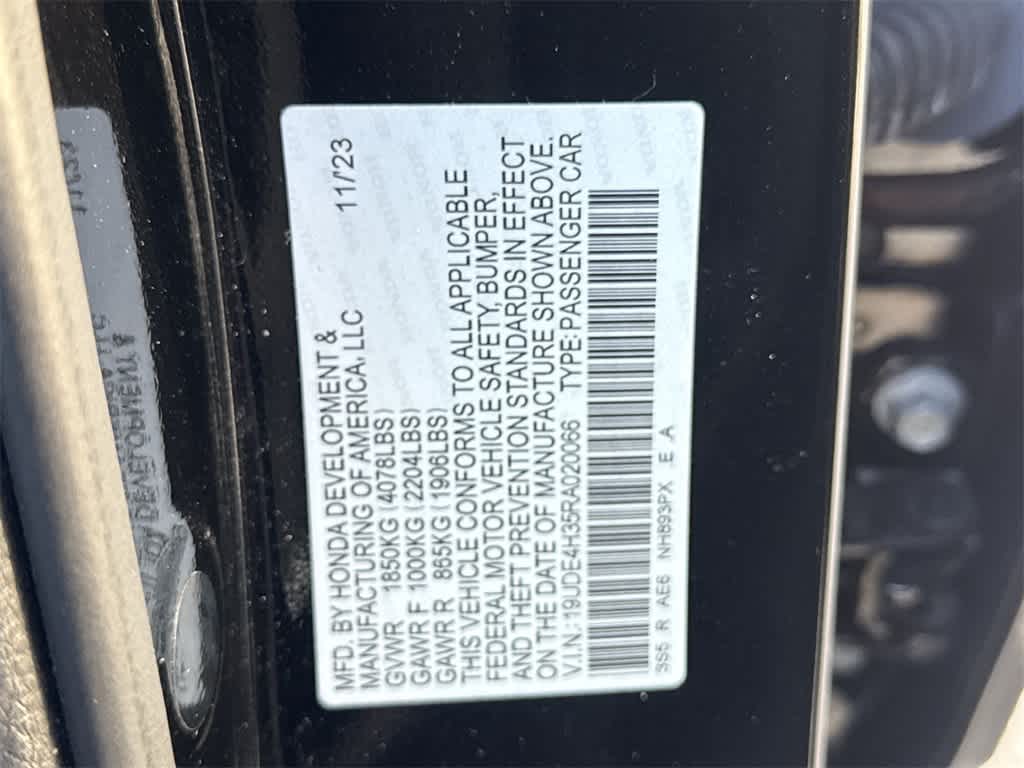 MFD. BY HONDA DEVELOPMENT &
MANUFACTURING OF AMERICA, LLC 11/23
GVWR 1850KG (4078LBS)
GAWR F 1000KG (2204LBS)
GAWR R 865KG (1906LBS)
THIS VEHICLE CONFORMS TO ALL APPLICABLE
FEDERAL MOTOR VEHICLE SAFETY, BUMPER,
AND THEFT PREVENTION STANDARDS IN EFFECT
ON THE DATE OF MANUFACTURE SHOWN ABOVE.
V.I.N.:19UDE4H35RA020066 TYPE:PASSENGER CAR
9S5 R AE6 NH893PX .E .A